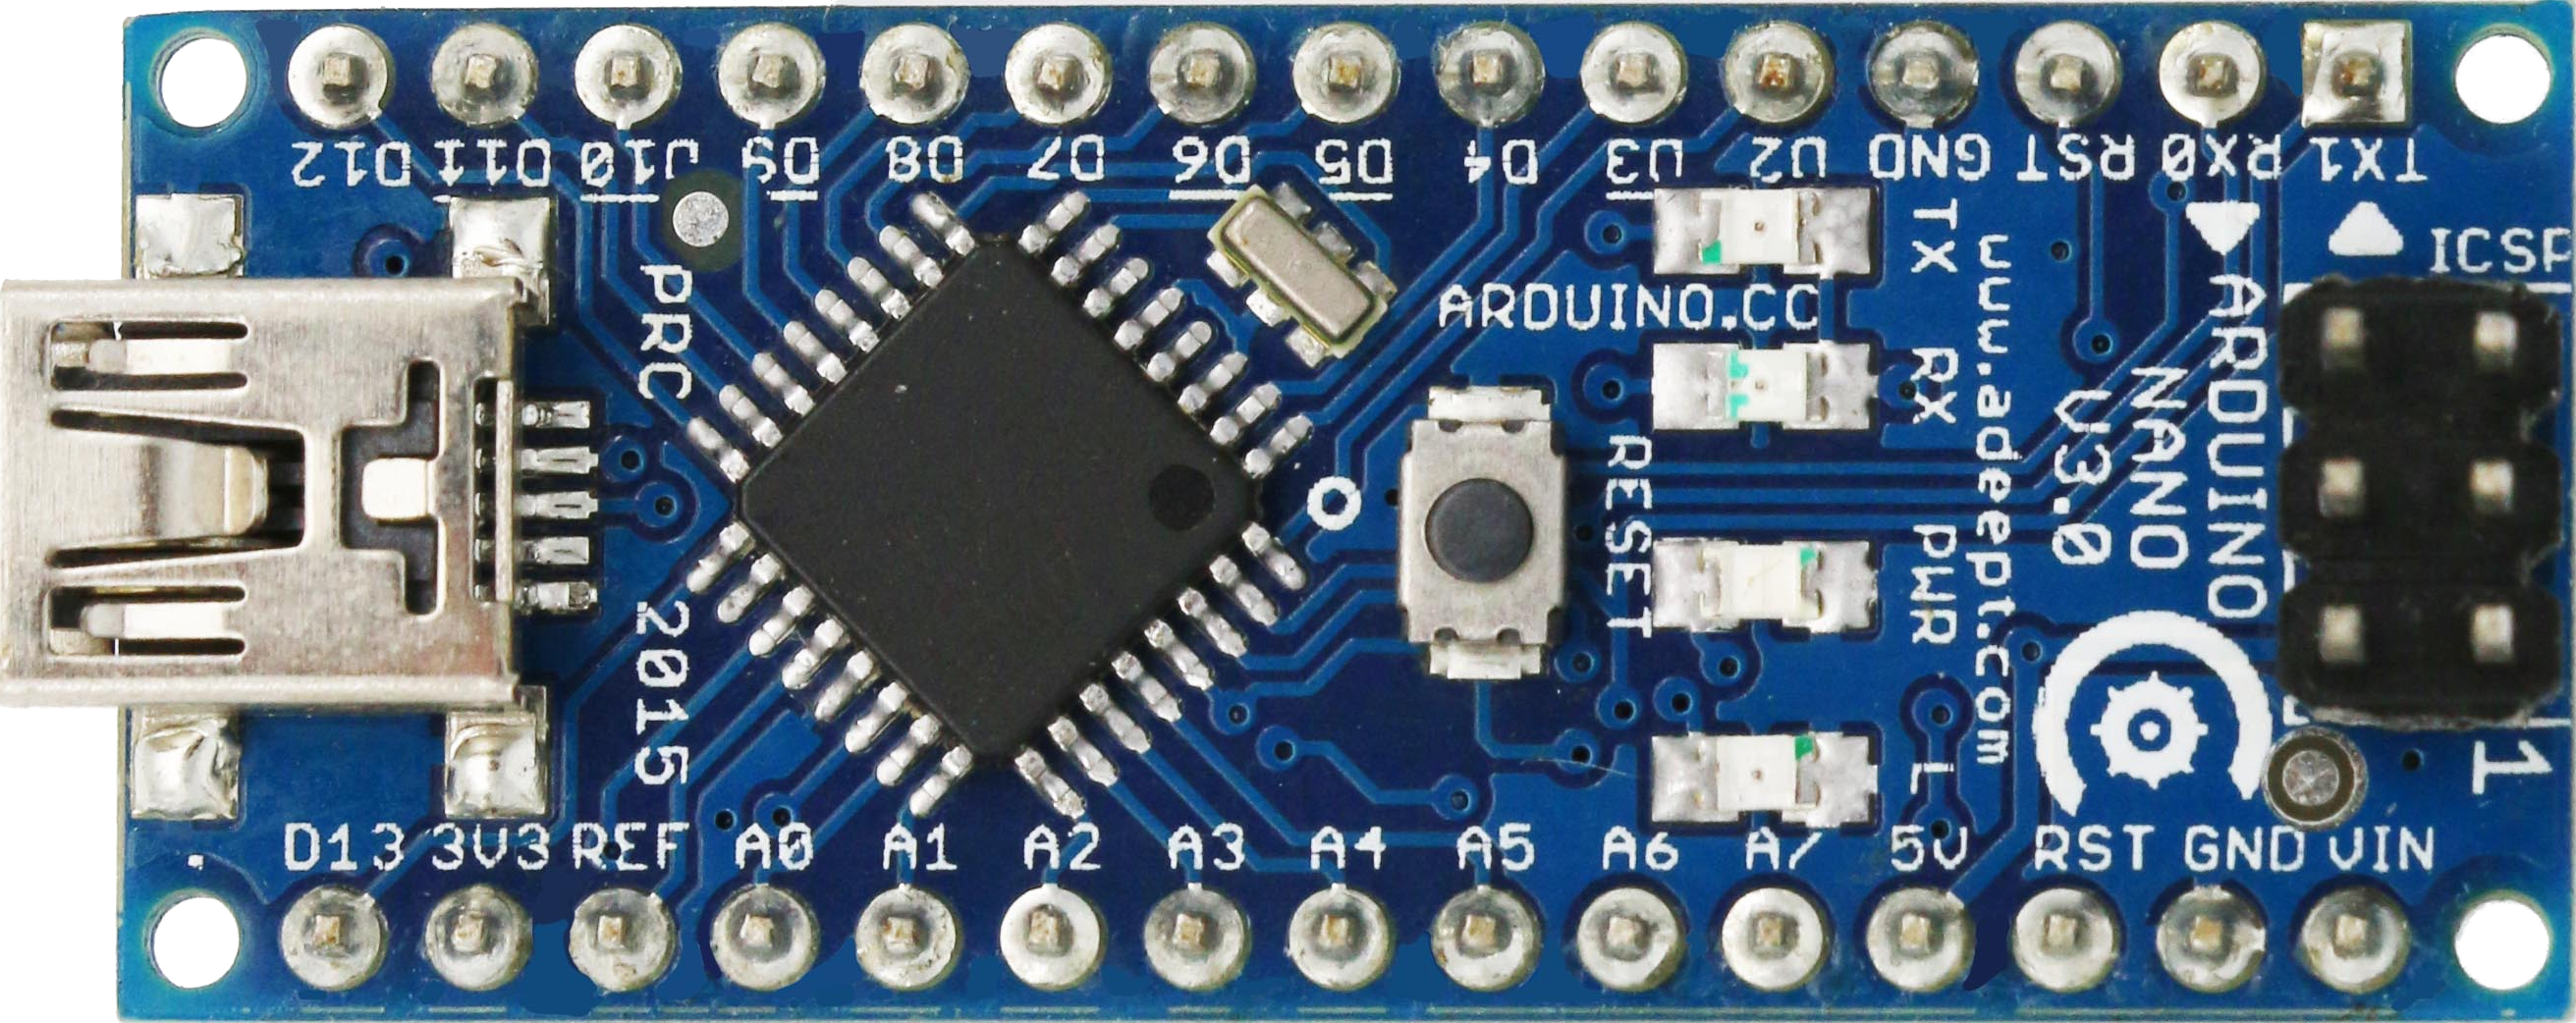 D12 D11 D10 D9 D8 D7 D6 D5 D4 D3 D2 GND RST RX0 TX1
ICSP
PRC
2015
ARDUINO.CC
TX
RX
PWR
L
RESET
www.adeept.com
ARDUINO
NANO
V3.0
1
D13 3V3 REF A0 A1 A2 A3 A4 A5 A6 A7 5V RST GND VIN